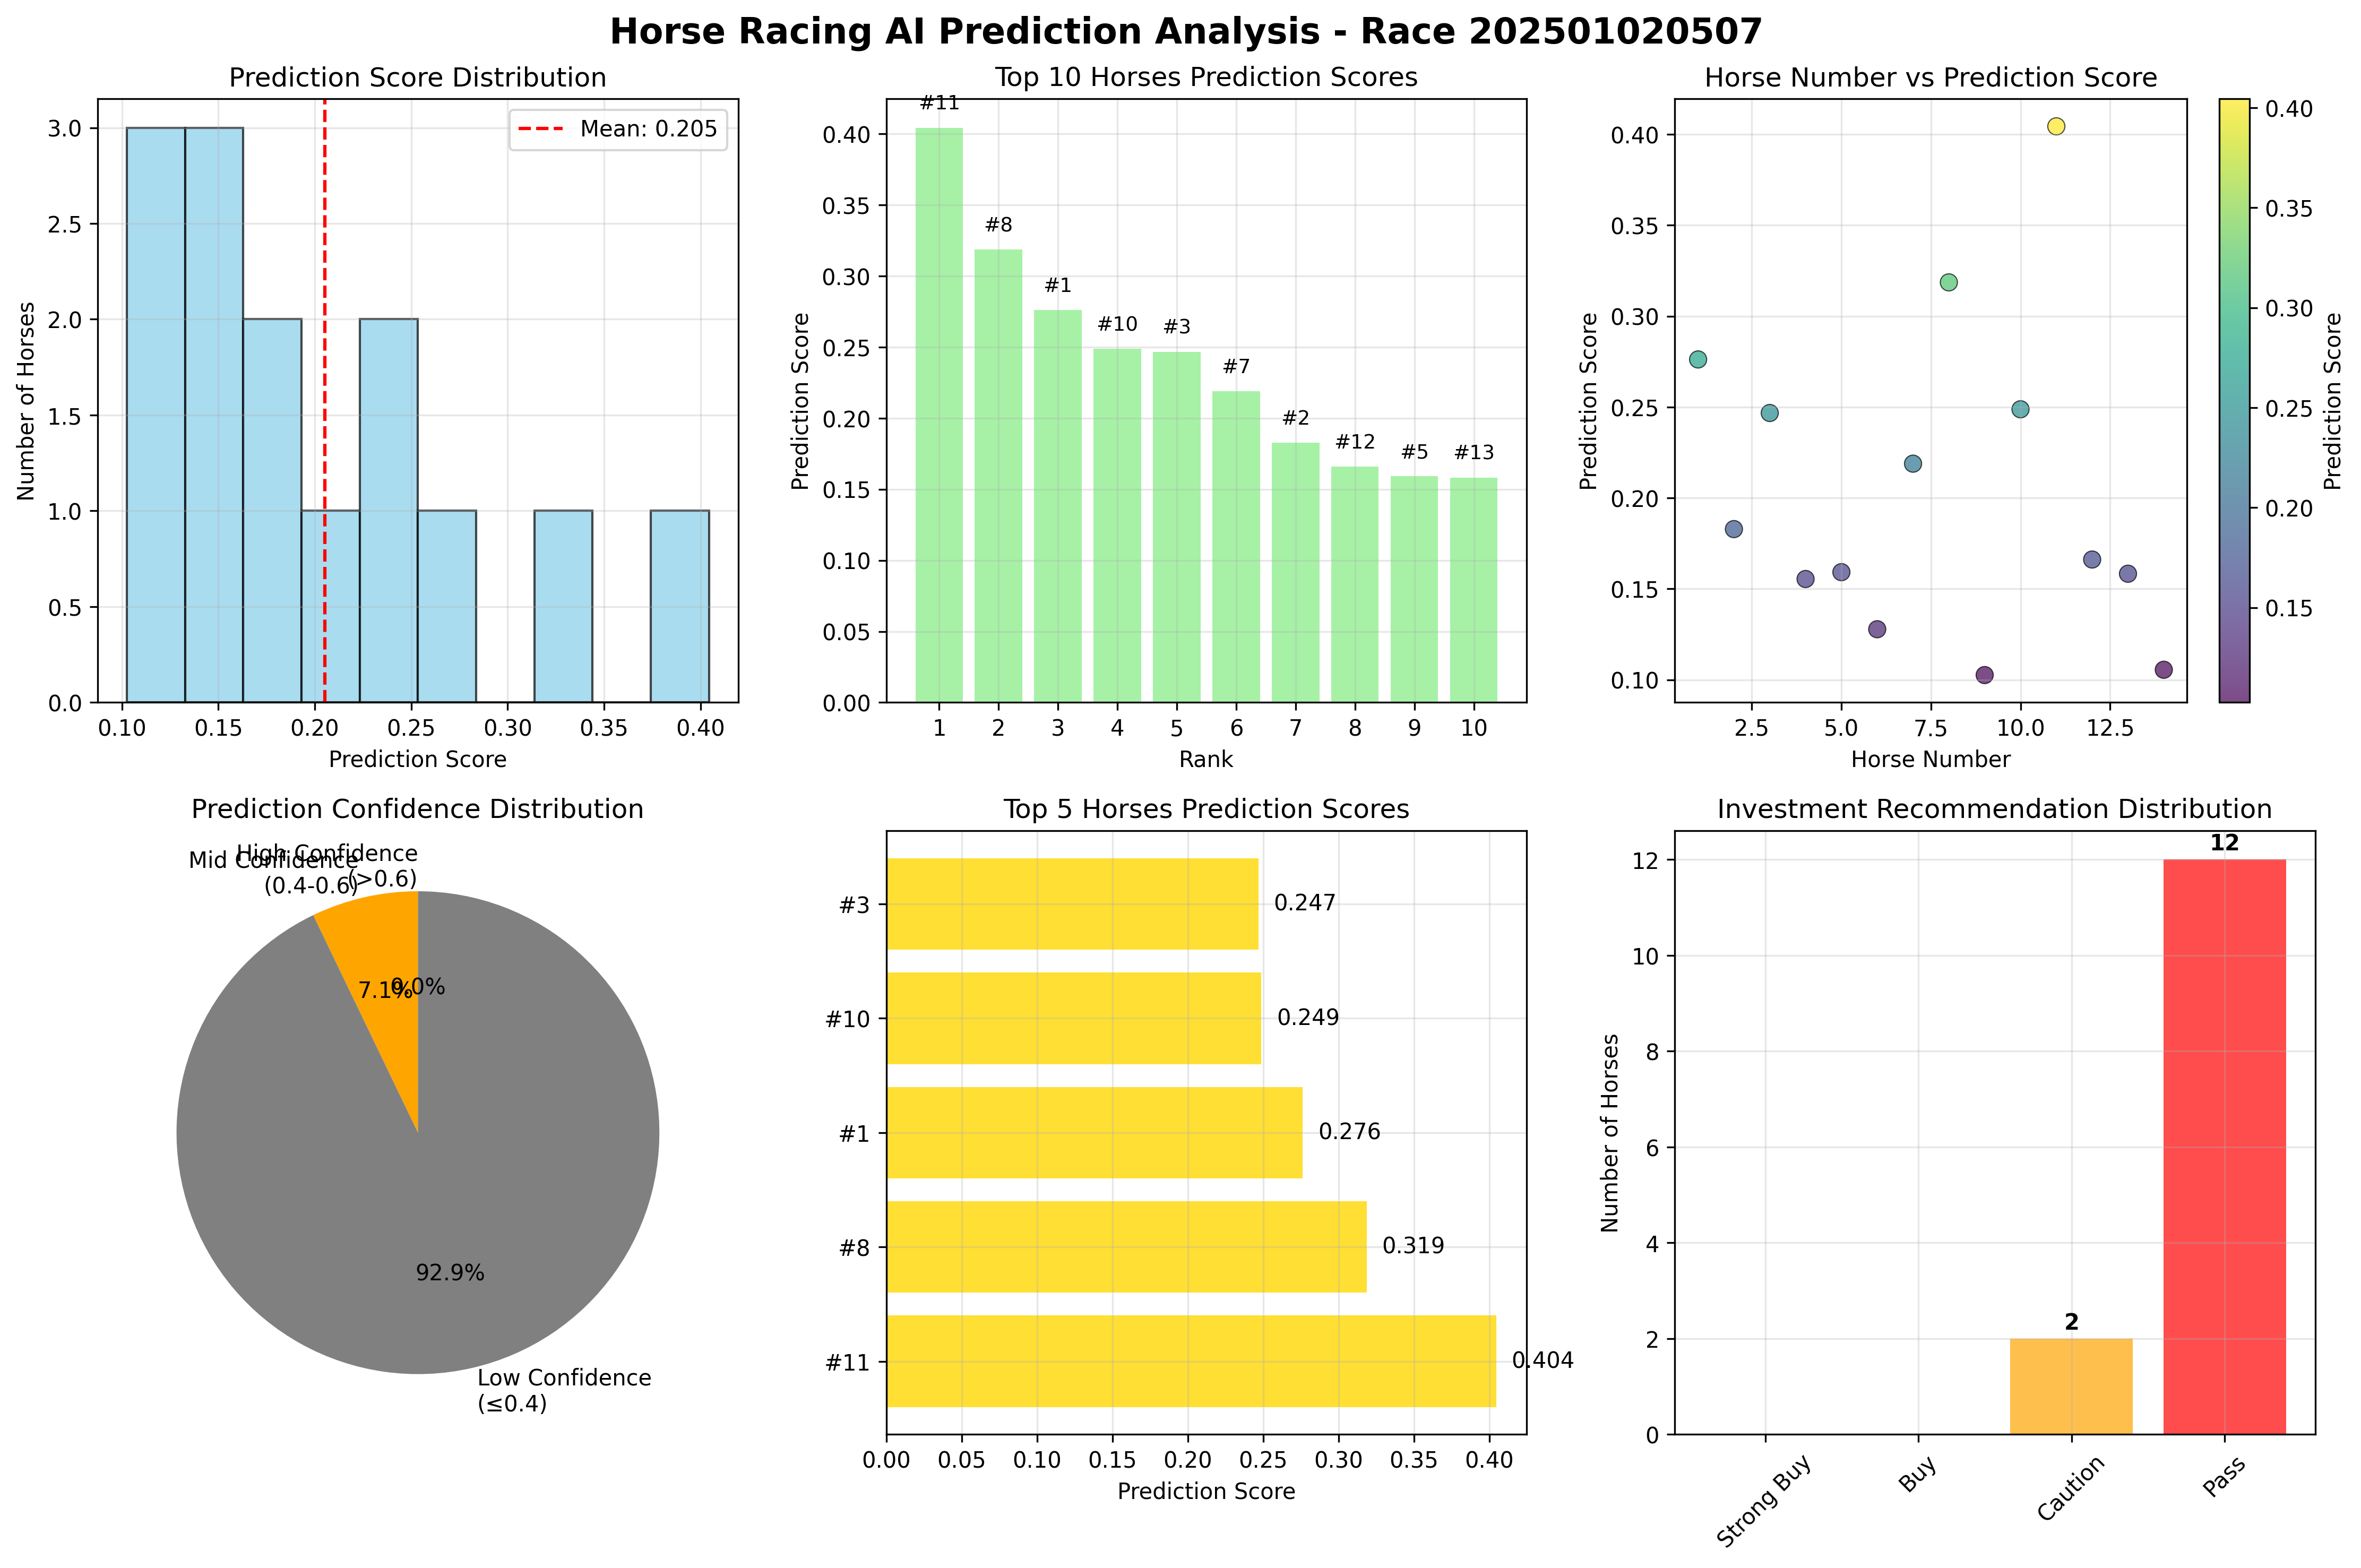 Horse Racing AI Prediction Analysis - Race 202501020507
Prediction Score Distribution
Number of Horses
3.0
2.5
2.0
1.5
1.0
0.5
0.0
Mean: 0.205
0.10 0.15 0.20 0.25 0.30 0.35 0.40
Prediction Score
Top 10 Horses Prediction Scores
Prediction Score
0.40
0.35
0.30
0.25
0.20
0.15
0.10
0.05
0.00
#11
#8
#1
#10
#3
#7
#2
#12
#5
#13
1 2 3 4 5 6 7 8 9 10
Rank
Horse Number vs Prediction Score
Prediction Score
0.40
0.35
0.30
0.25
0.20
0.15
0.10
2.5 5.0 7.5 10.0 12.5
Horse Number
0.40
0.35
0.30
0.25
0.20
0.15
Prediction Score
Prediction Confidence Distribution
High Confidence
(>0.6)
Mid Confidence
(0.4-0.6)
7.1%
0.0%
92.9%
Low Confidence
(≤0.4)
Top 5 Horses Prediction Scores
#3
0.247
#10
0.249
#1
0.276
#8
0.319
#11
0.404
0.00 0.05 0.10 0.15 0.20 0.25 0.30 0.35 0.40
Prediction Score
Investment Recommendation Distribution
Number of Horses
12
10
8
6
4
2
0
2
12
Strong Buy
Buy
Caution
Pass